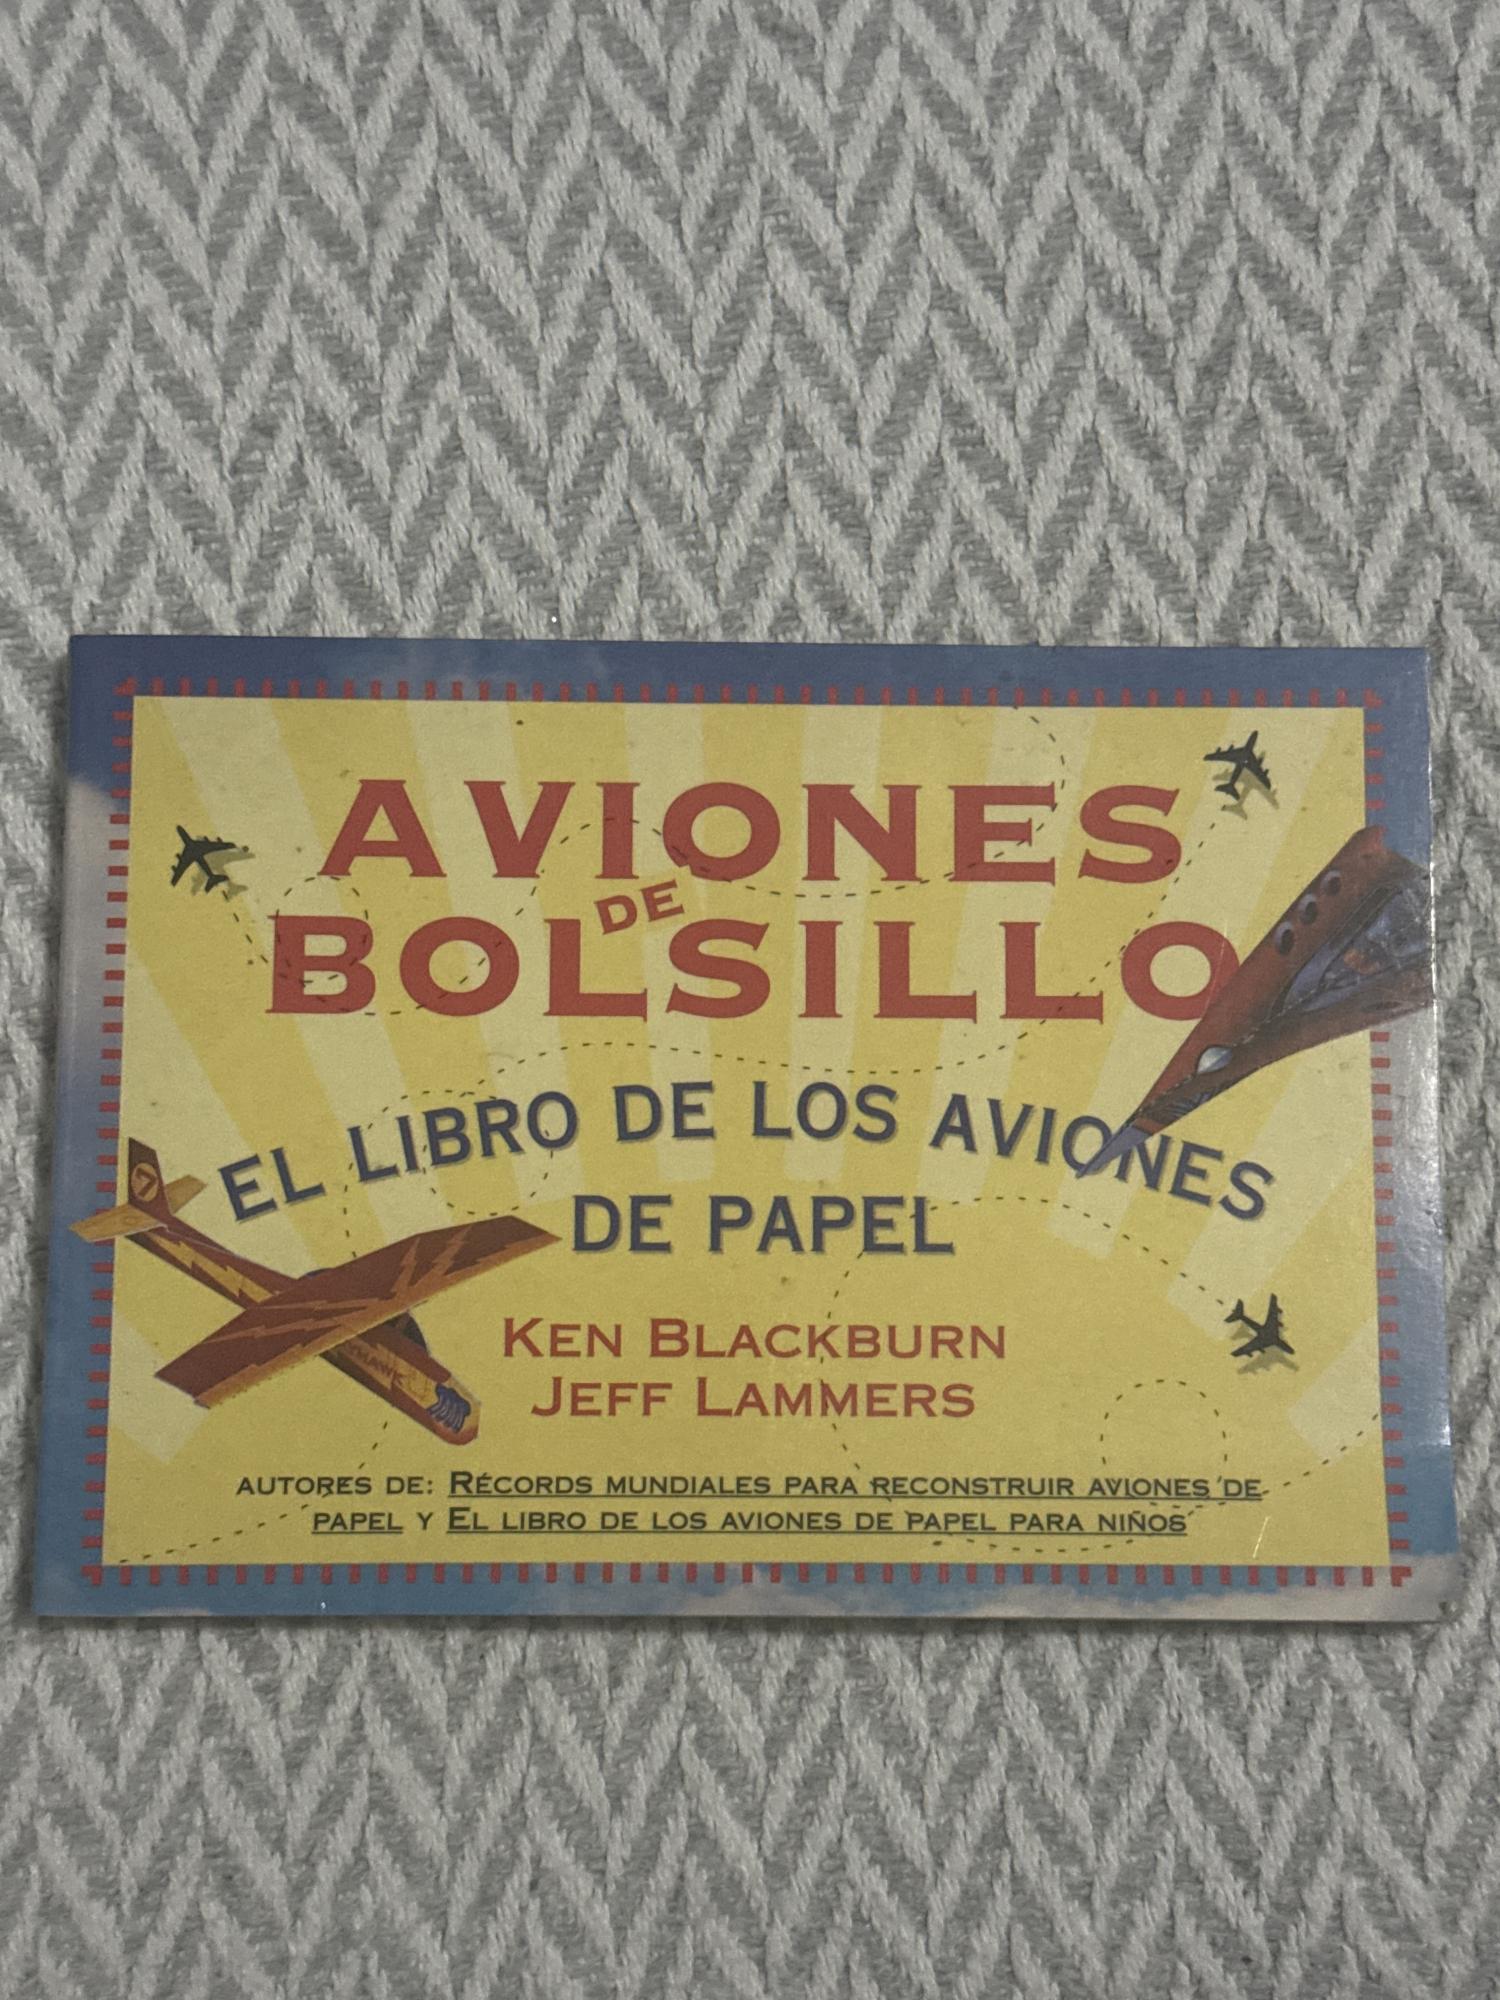 AVIONES
DE
BOLSILLO
EL LIBRO DE LOS AVIONES
DE PAPEL
KEN BLACKBURN
JEFF LAMMERS
AUTORES DE: RÉCORDS MUNDIALES PARA RECONSTRUIR AVIONES DE
PAPEL Y EL LIBRO DE LOS AVIONES DE PAPEL PARA NIÑOS
7